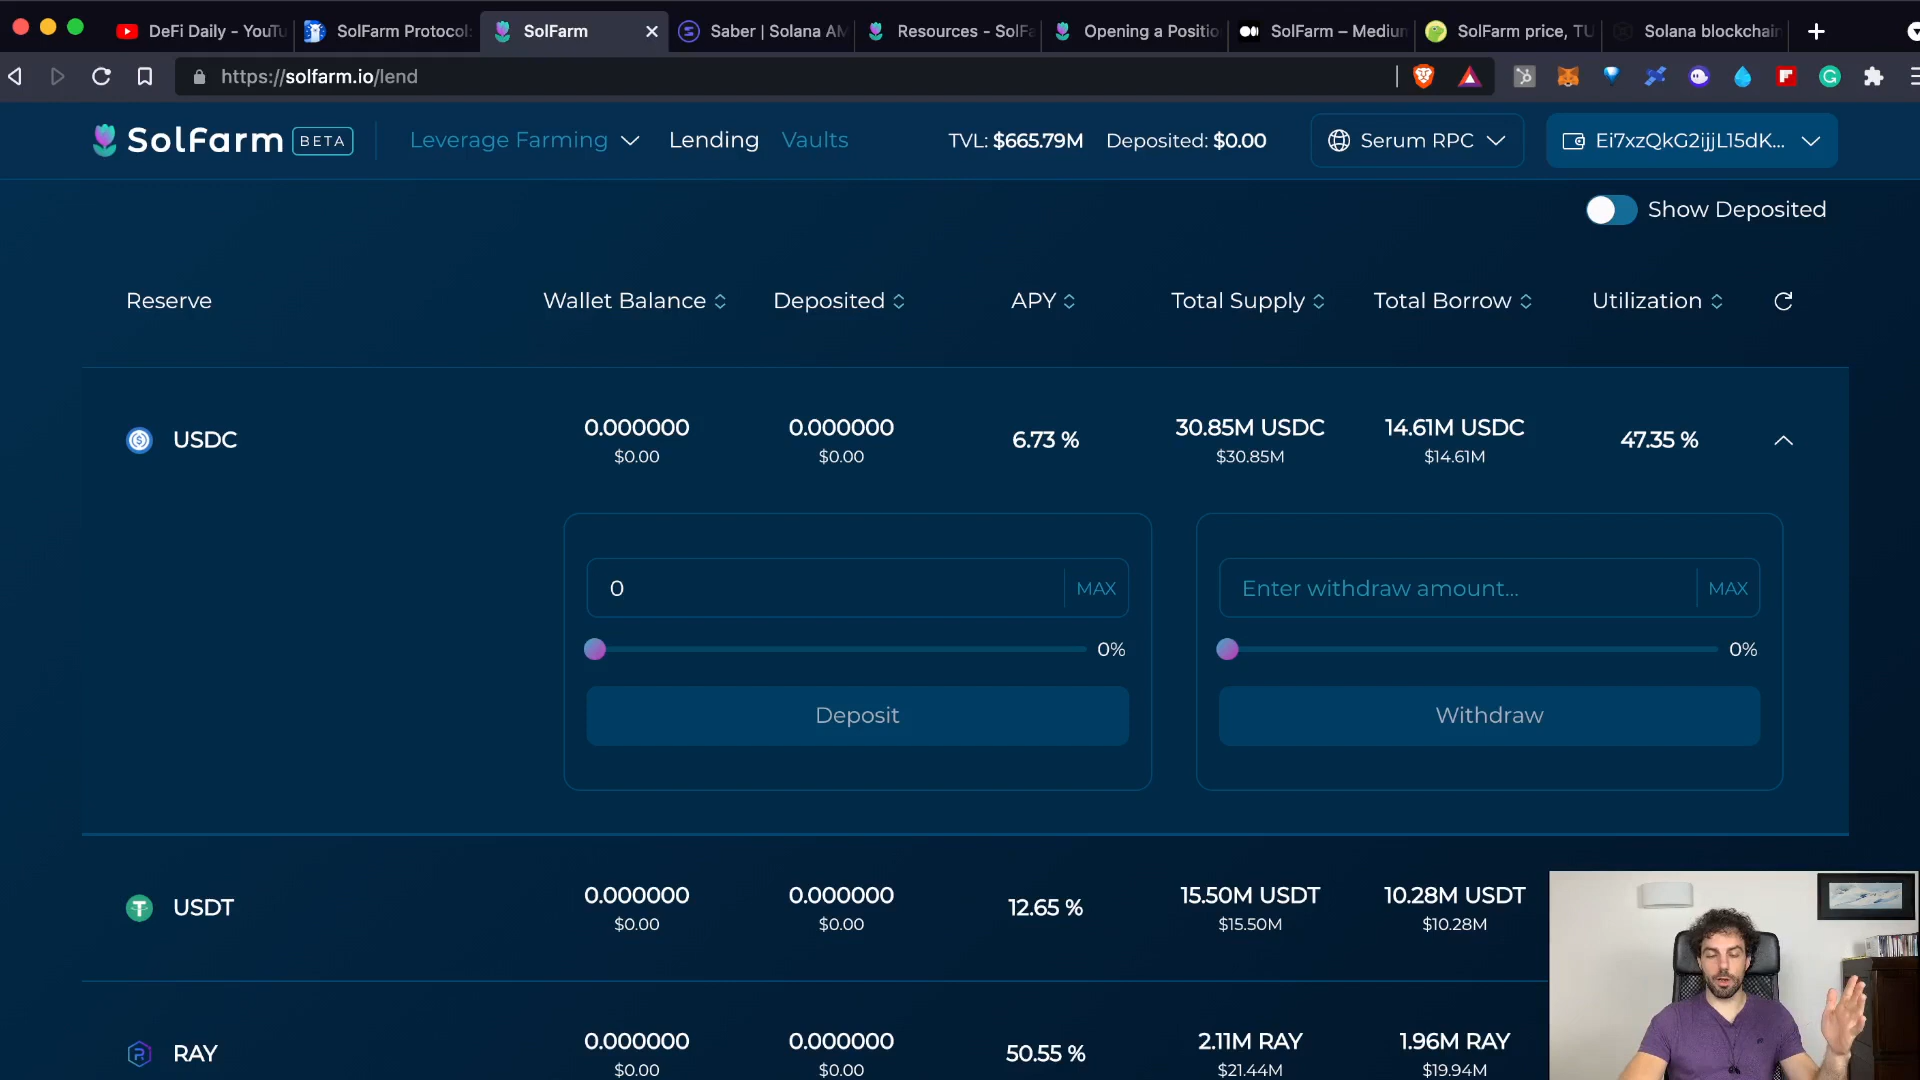 DeFi Daily - YouTu
SolFarm Protocol:
SolFarm
Saber | Solana AM
Resources - SolFa
Opening a Positio
SolFarm – Medium
SolFarm price, TU
Solana blockchain
https://solfarm.io/lend
SolFarm BETA
Leverage Farming
Lending
Vaults
TVL: $665.79M
Deposited: $0.00
Serum RPC
Ei7xzQkG2ijjL15dK...
Show Deposited
Reserve
Wallet Balance
Deposited
APY
Total Supply
Total Borrow
Utilization
USDC
0.000000
$0.00
0.000000
$0.00
6.73 %
30.85M USDC
$30.85M
14.61M USDC
$14.61M
47.35 %
0
MAX
0%
Deposit
Enter withdraw amount...
MAX
0%
Withdraw
USDT
0.000000
$0.00
0.000000
$0.00
12.65 %
15.50M USDT
$15.50M
10.28M USDT
$10.28M
RAY
0.000000
$0.00
0.000000
$0.00
50.55 %
2.11M RAY
$21.44M
1.96M RAY
$19.94M